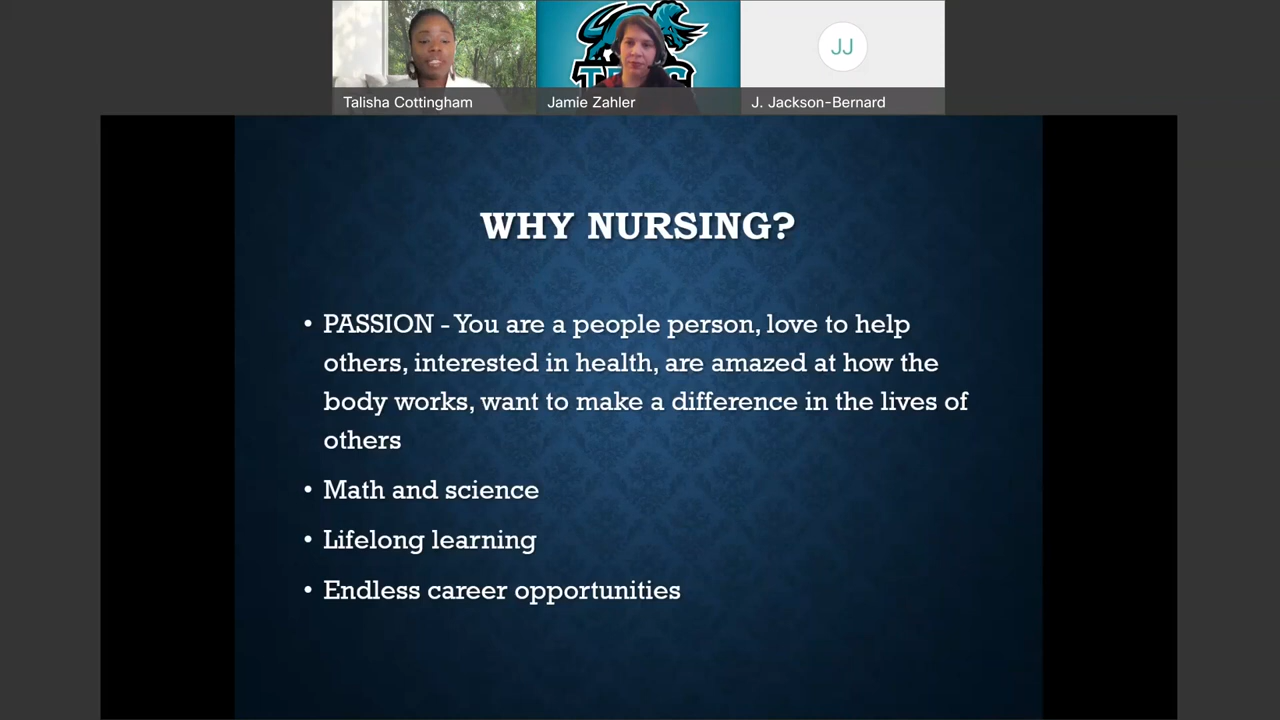 JJ
Talisha Cottingham
Jamie Zahler
J. Jackson-Bernard
WHY NURSING?
• PASSION - You are a people person, love to help
others, interested in health, are amazed at how the
body works, want to make a difference in the lives of
others
• Math and science
• Lifelong learning
• Endless career opportunities